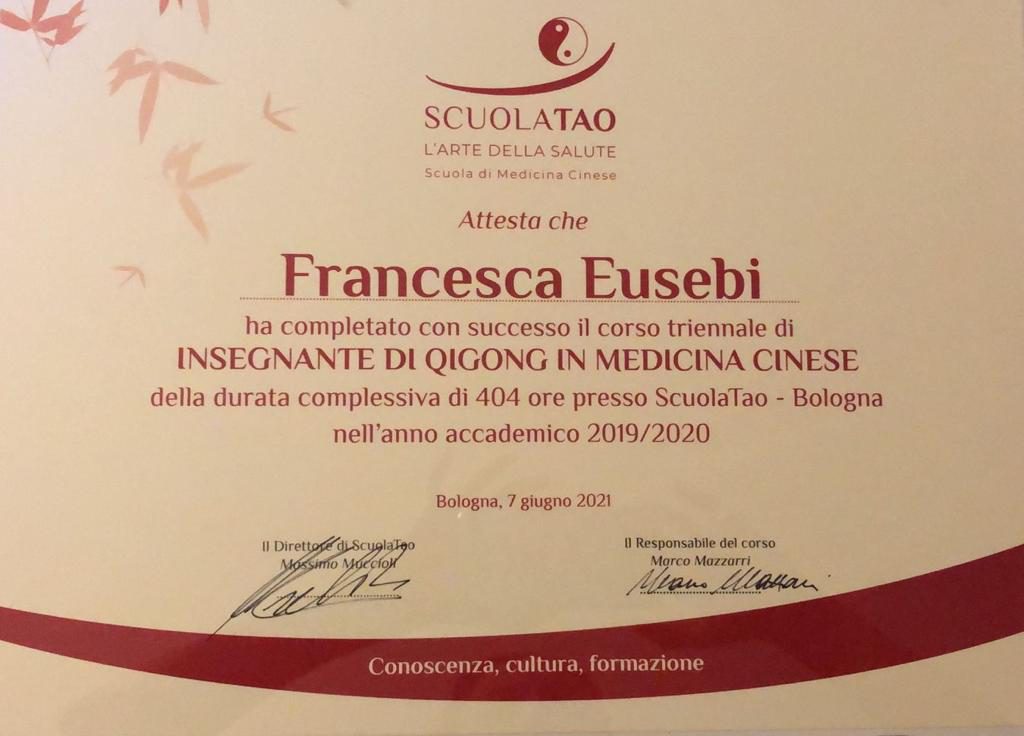 SCUOLATAO
L'ARTE DELLA SALUTE
Scuola di Medicina Cinese
Attesta che
Francesca Eusebi
ha completato con successo il corso triennale di
INSEGNANTE DI QIGONG IN MEDICINA CINESE
della durata complessiva di 404 ore presso ScuolaTao - Bologna
nell'anno accademico 2019/2020
Bologna, 7 giugno 2021
Il Direttore di ScuolaTao
Massimo Muccioli
Il Responsabile del corso
Marco Mazzarri
Marco Mazzarri
Conoscenza, cultura, formazione